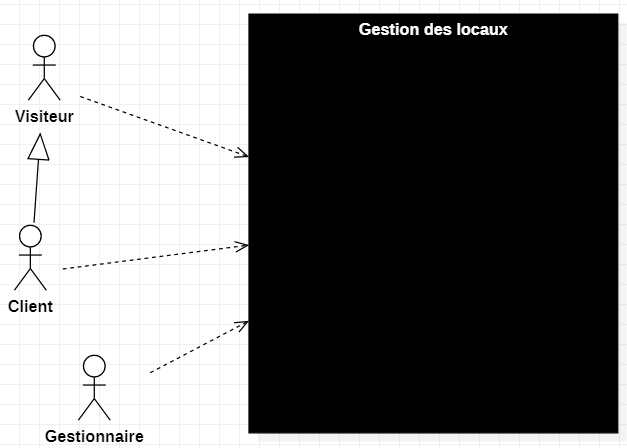 Gestion des locaux
Visiteur
Client
Gestionnaire